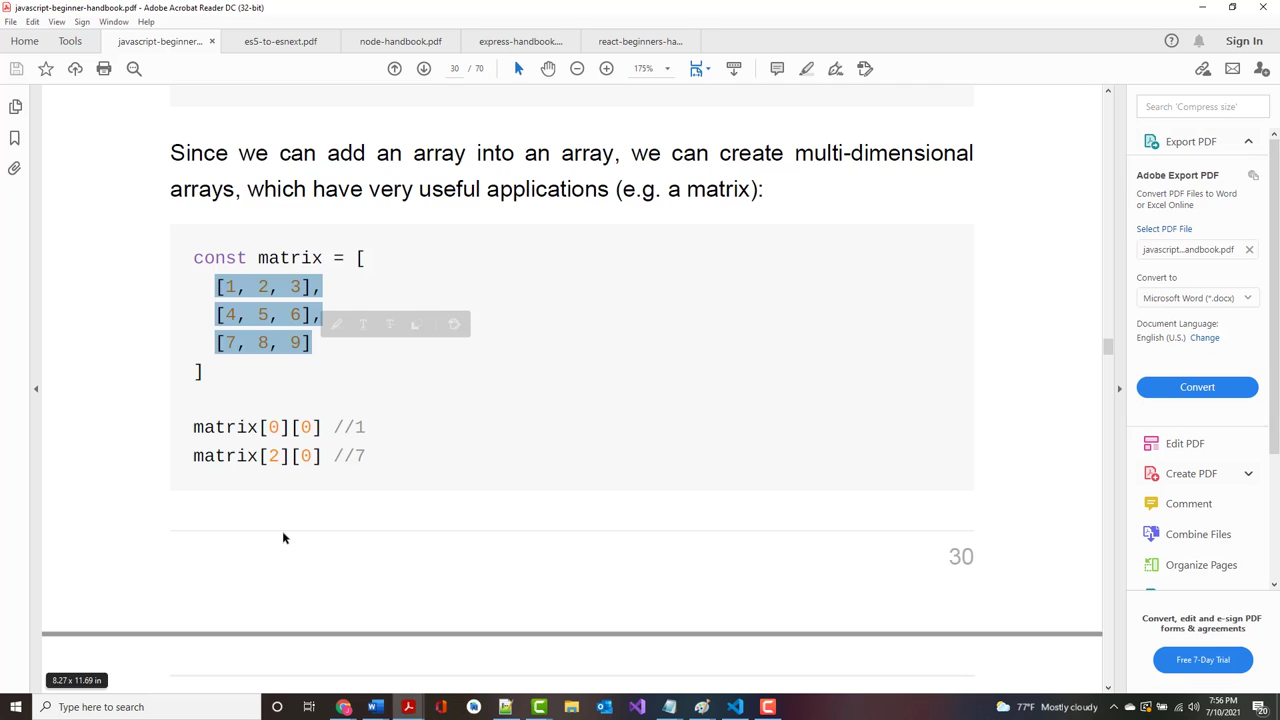 javascript-beginner-handbook.pdf - Adobe Acrobat Reader DC (32-bit)
File Edit View Sign Window Help
Home Tools javascript-beginner... × es5-to-esnext.pdf node-handbook.pdf express-handbook.... react-beginners-ha... Sign In
30 / 70 175%
Since we can add an array into an array, we can create multi-dimensional
arrays, which have very useful applications (e.g. a matrix):
const matrix = [
[1, 2, 3],
[4, 5, 6],
[7, 8, 9]
]
matrix[0][0] //1
matrix[2][0] //7
30
8.27 x 11.69 in
Search 'Compress size'
Export PDF
Adobe Export PDF
Convert PDF Files to Word
or Excel Online
Select PDF File
javascript...andbook.pdf
Convert to
Microsoft Word (*.docx)
Document Language:
English (U.S.) Change
Convert
Edit PDF
Create PDF
Comment
Combine Files
Organize Pages
Convert, edit and e-sign PDF
forms & agreements
Free 7-Day Trial
Type here to search
77°F Mostly cloudy
7:56 PM
7/10/2021
20